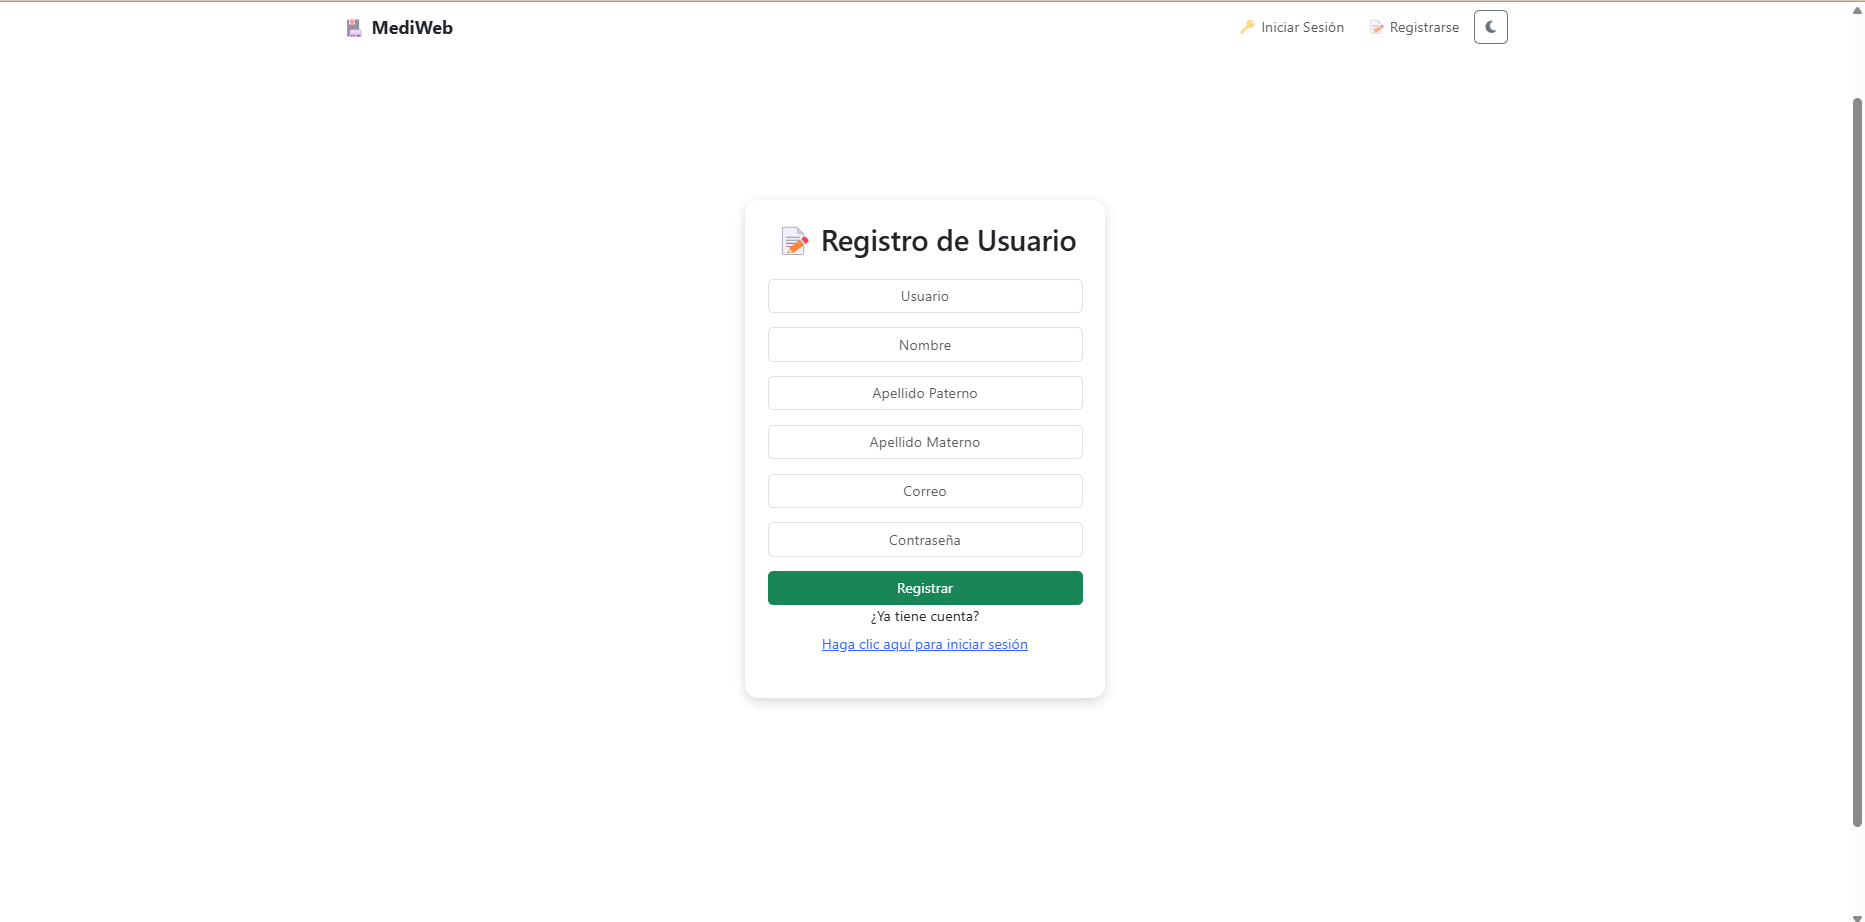 MediWeb
Iniciar Sesión
Registrarse
Registro de Usuario
Usuario
Nombre
Apellido Paterno
Apellido Materno
Correo
Contraseña
Registrar
¿Ya tiene cuenta?
Haga clic aquí para iniciar sesión